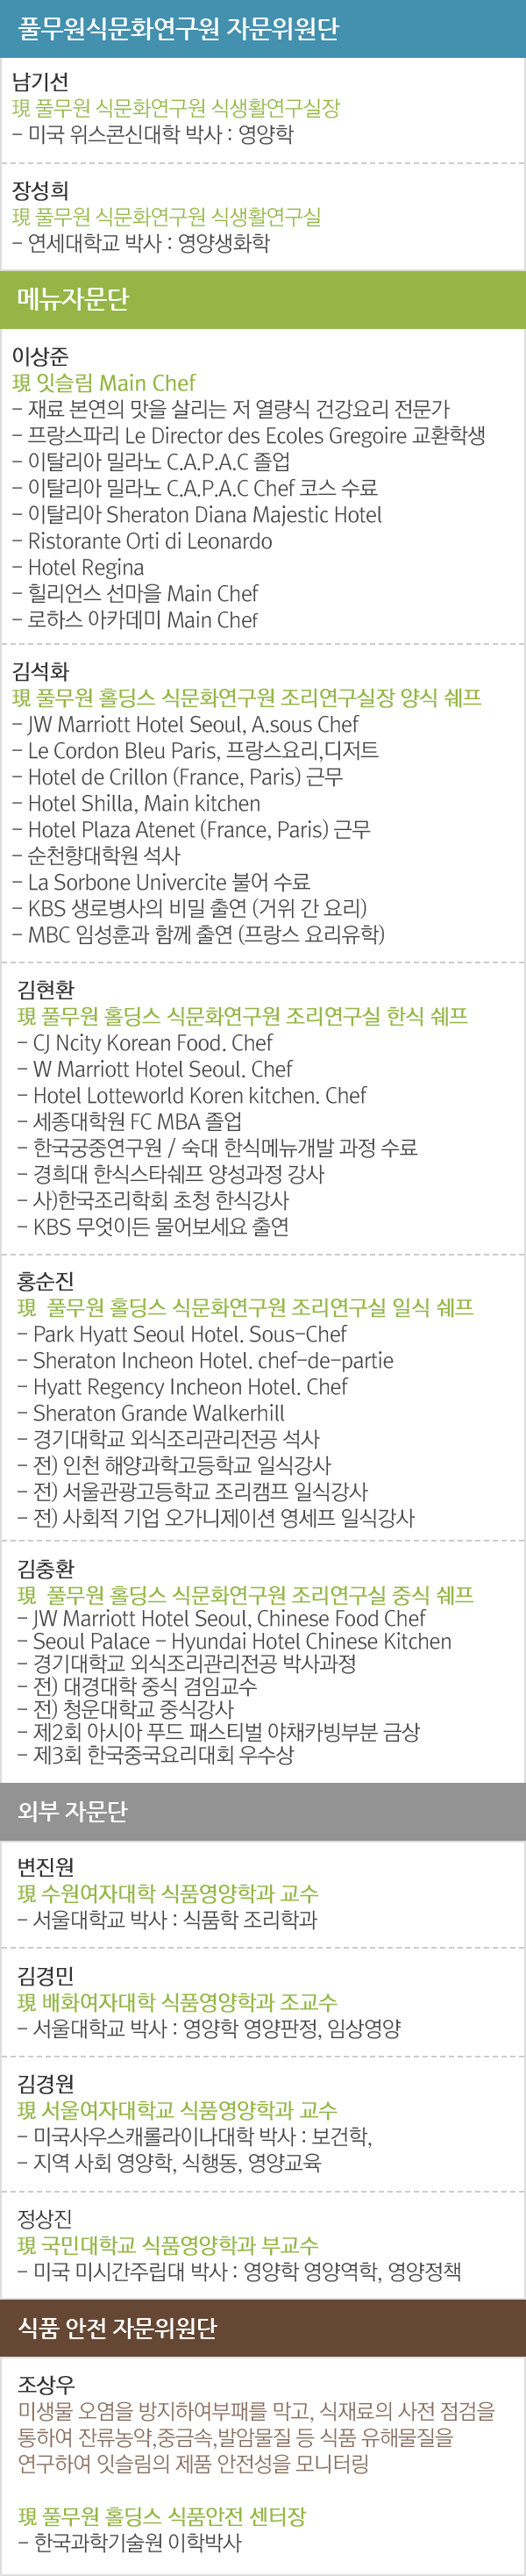 풀무원식문화연구원 자문위원단
남기선
現 풀무원 식문화연구원 식생활연구실장
- 미국 위스콘신대학 박사 : 영양학
장성희
現 풀무원 식문화연구원 식생활연구실
- 연세대학교 박사 : 영양생화학
메뉴자문단
이상준
現 잇슬림 Main Chef
- 재료 본연의 맛을 살리는 저 열량식 건강요리 전문가
- 프랑스파리 Le Director des Ecoles Gregoire 교환학생
- 이탈리아 밀라노 C.A.P.A.C 졸업
- 이탈리아 밀라노 C.A.P.A.C Chef 코스 수료
- 이탈리아 Sheraton Diana Majestic Hotel
- Ristorante Orti di Leonardo
- Hotel Regina
- 힐리언스 선마을 Main Chef
- 로하스 아카데미 Main Chef
김석화
現 풀무원 홀딩스 식문화연구원 조리연구실장 양식 쉐프
- JW Marriott Hotel Seoul, A.sous Chef
- Le Cordon Bleu Paris, 프랑스요리,디저트
- Hotel de Crillon (France, Paris) 근무
- Hotel Shilla, Main kitchen
- Hotel Plaza Atenet (France, Paris) 근무
- 순천향대학원 석사
- La Sorbone Univercite 불어 수료
- KBS 생로병사의 비밀 출연 (거위 간 요리)
- MBC 임성훈과 함께 출연 (프랑스 요리유학)
김현환
現 풀무원 홀딩스 식문화연구원 조리연구실 한식 쉐프
- CJ Ncity Korean Food. Chef
- W Marriott Hotel Seoul. Chef
- Hotel Lotteworld Koren kitchen. Chef
- 세종대학원 FC MBA 졸업
- 한국궁중연구원 / 숙대 한식메뉴개발 과정 수료
- 경희대 한식스타쉐프 양성과정 강사
- 사)한국조리학회 초청 한식강사
- KBS 무엇이든 물어보세요 출연
홍순진
現 풀무원 홀딩스 식문화연구원 조리연구실 일식 쉐프
- Park Hyatt Seoul Hotel. Sous-Chef
- Sheraton Incheon Hotel. chef-de-partie
- Hyatt Regency Incheon Hotel. Chef
- Sheraton Grande Walkerhill
- 경기대학교 외식조리관리전공 석사
- 전) 인천 해양과학고등학교 일식강사
- 전) 서울관광고등학교 조리캠프 일식강사
- 전) 사회적 기업 오가니제이션 영세프 일식강사
김충환
現 풀무원 홀딩스 식문화연구원 조리연구실 중식 쉐프
- JW Marriott Hotel Seoul, Chinese Food Chef
- Seoul Palace - Hyundai Hotel Chinese Kitchen
- 경기대학교 외식조리관리전공 박사과정
- 전) 대경대학 중식 겸임교수
- 전) 청운대학교 중식강사
- 제2회 아시아 푸드 패스티벌 야채카빙부분 금상
- 제3회 한국중국요리대회 우수상
외부 자문단
변진원
現 수원여자대학 식품영양학과 교수
- 서울대학교 박사 : 식품학 조리학과
김경민
現 배화여자대학 식품영양학과 조교수
- 서울대학교 박사 : 영양학 영양판정, 임상영양
김경원
現 서울여자대학교 식품영양학과 교수
- 미국사우스캐롤라이나대학 박사 : 보건학,
- 지역 사회 영양학, 식행동, 영양교육
정상진
現 국민대학교 식품영양학과 부교수
- 미국 미시간주립대 박사 : 영양학 영양역학, 영양정책
식품 안전 자문위원단
조상우
미생물 오염을 방지하여부패를 막고, 식재료의 사전 점검을
통하여 잔류농약,중금속,발암물질 등 식품 유해물질을
연구하여 잇슬림의 제품 안전성을 모니터링
現 풀무원 홀딩스 식품안전 센터장
- 한국과학기술원 이학박사